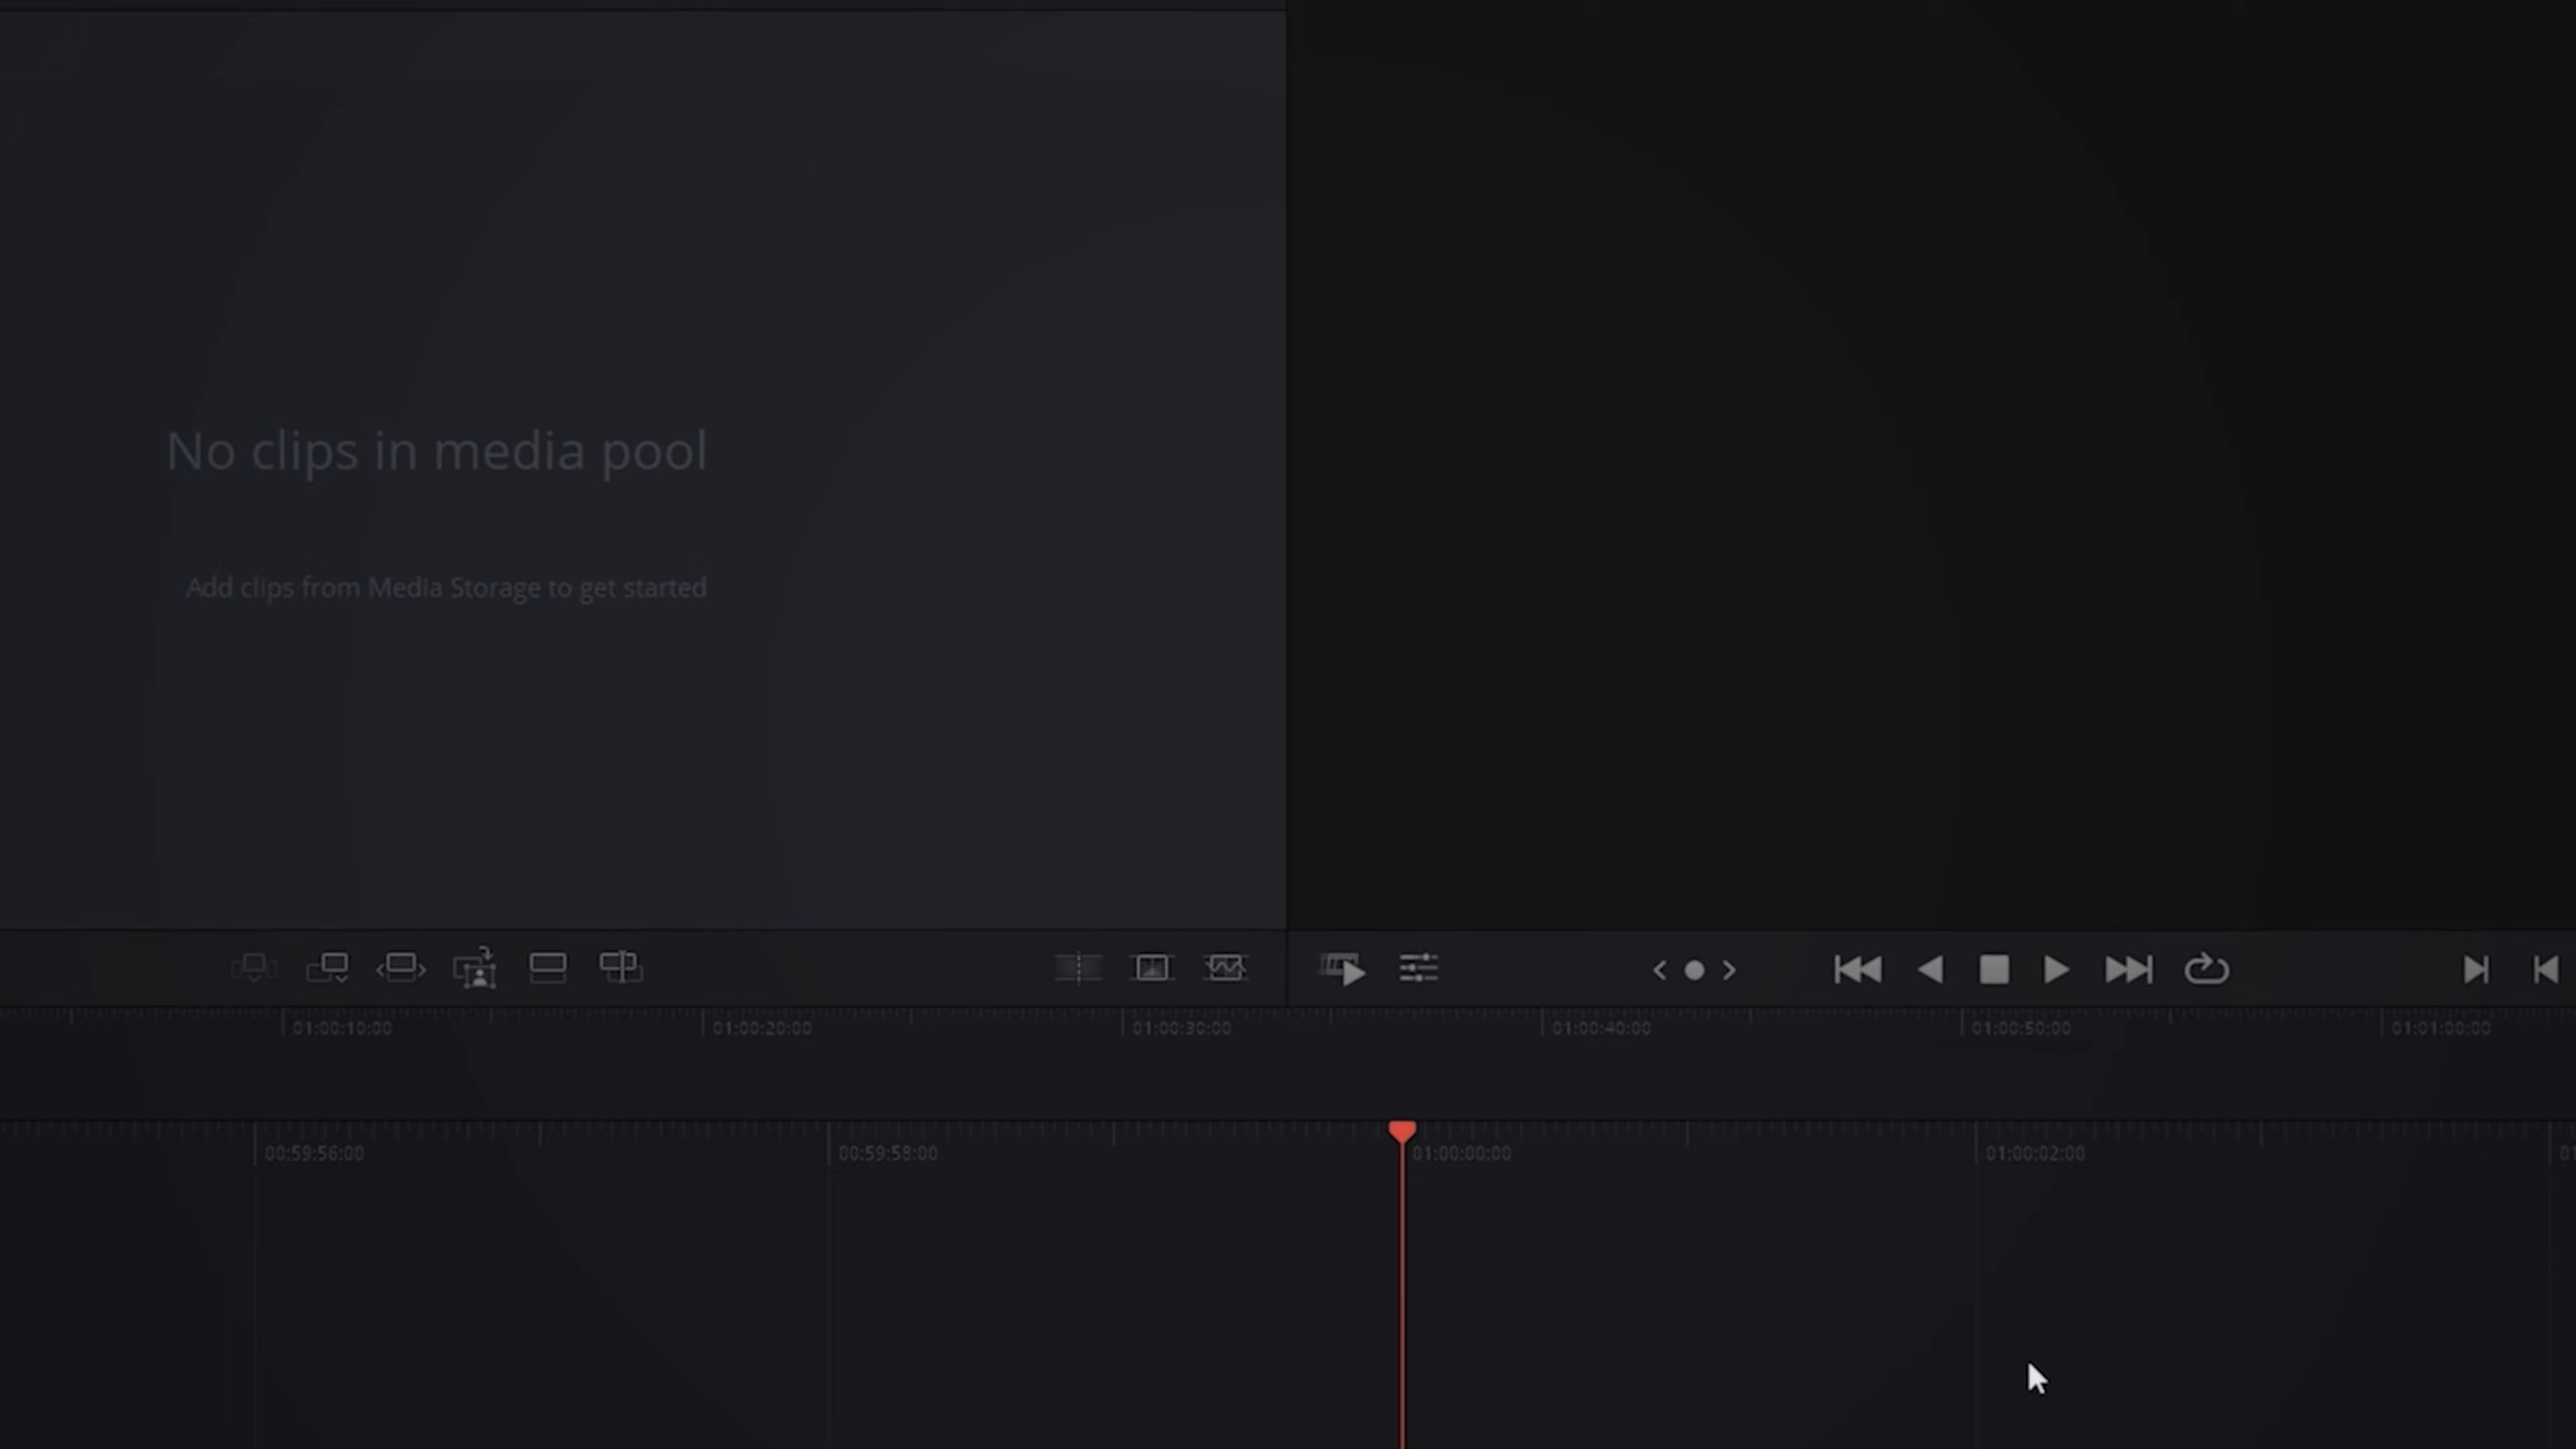 No clips in media pool
Add clips from Media Storage to get started
01:00:10:00 01:00:20:00 01:00:30:00 01:00:40:00 01:00:50:00 01:01:00:00
00:59:56:00 00:59:58:00 01:00:00:00 01:00:02:00